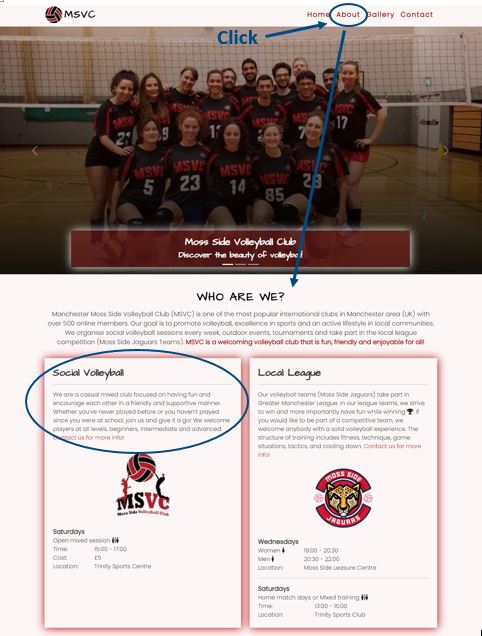 MSVC
Home About Gallery Contact
Click
MSVC
21
17
MSVC MSVC MSVC MSVC MSVC
5 23 14 85 28
Moss Side Volleyball Club
Discover the beauty of volleyball
WHO ARE WE?
Manchester Moss Side Volleyball Club (MSVC) is one of the most popular international clubs in Manchester area (UK) with
over 500 online members. Our goal is to promote volleyball, excellence in sports and an active lifestyle in local communities.
We organise social volleyball sessions every week, outdoor events, tournaments and take part in the local league
competition (Moss Side Jaguars Teams). MSVC is a welcoming volleyball club that is fun, friendly and enjoyable for all!
Social Volleyball
We are a casual mixed club focused on having fun and
encourage each other in a friendly and supportive manner.
Whether you've never played before or you haven't played
since you were at school, join us and give it a go! We welcome
players at all levels, beginners, intermediate and advanced.
Contact us for more info!
MSVC
Moss Side Volleyball Club
Saturdays
Open mixed session
Time: 15:00 - 17:00
Cost: £5
Location: Trinity Sports Centre
Local League
Our volleyball teams (Moss Side Jaguars) take part in
Greater Manchester League. In our league teams, we strive
to win and more importantly have fun while winning. If
you would like to be part of a competitive team, we
welcome anybody with a solid volleyball experience. The
structure of training includes fitness, technique, game
situations, tactics, and cooling down. Contact us for more
info!
MOSS SIDE
JAGUARS
Wednesdays
Women 19:00 - 20:30
Men 20:30 - 22:00
Location: Moss Side Leasure Centre
Saturdays
Home match days or Mixed training
Time: 13:00 - 15:00
Location: Trinity Sports Club